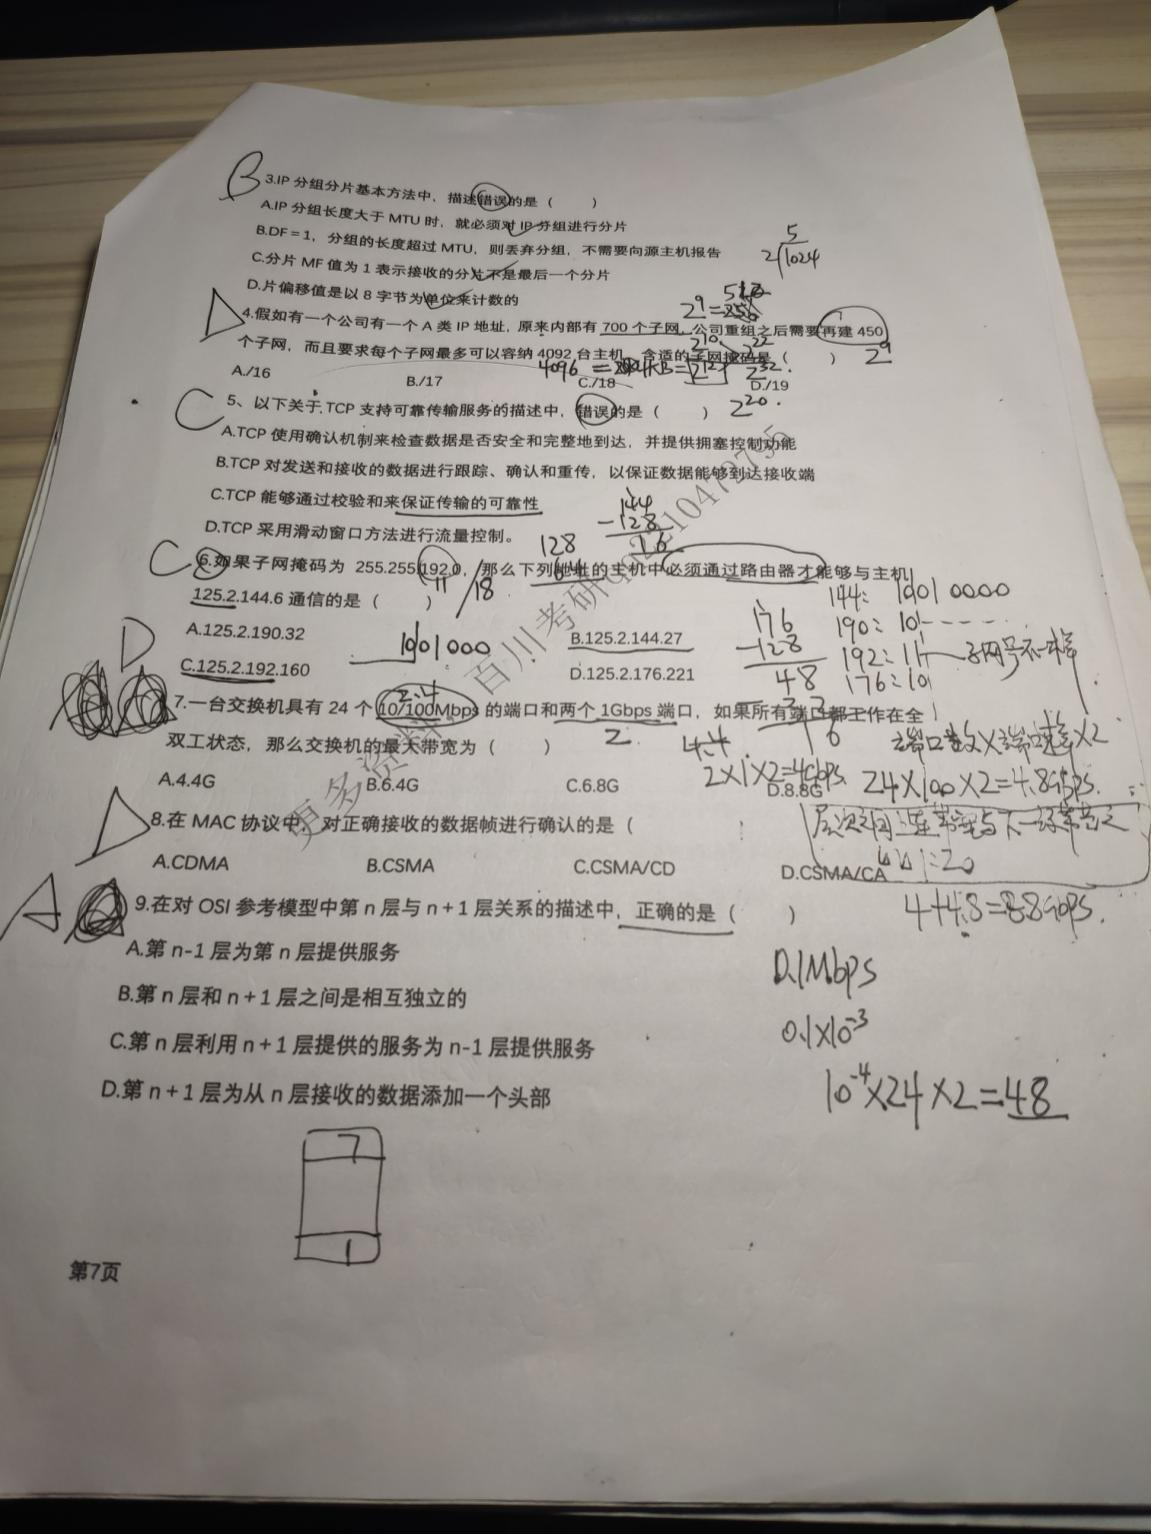 B
3.IP 分组分片基本方法中，描述错误的是（ ）
A.IP 分组长度大于 MTU 时，就必须对 IP 分组进行分片
B.DF＝1，分组的长度超过 MTU，则丢弃分组，不需要向源主机报告
C.分片 MF 值为 1 表示接收的分片不是最后一个分片
D.片偏移值是以 8 字节为单位来计数的
5
2 1024
2⁹=
D
4.假如有一个公司有一个 A 类 IP 地址，原来内部有 700 个子网，公司重组之后需要再建 450
个子网，而且要求每个子网最多可以容纳 4092 台主机，合适的子网掩码是（ ）
2⁹
4096
A./16
B./17
C./18
D./19
2²⁰
C
5、以下关于 TCP 支持可靠传输服务的描述中，错误的是（ ）
A.TCP 使用确认机制来检查数据是否安全和完整地到达，并提供拥塞控制功能
B.TCP 对发送和接收的数据进行跟踪、确认和重传，以保证数据能够到达接收端
C.TCP 能够通过校验和来保证传输的可靠性
D.TCP 采用滑动窗口方法进行流量控制。
144
-128
16
128
64
C
6.如果子网掩码为 255.255.192.0，那么下列地址的主机中必须通过路由器才能够与主机
125.2.144.6 通信的是（ ）
11
/18
A.125.2.190.32
B.125.2.144.27
C.125.2.192.160
D.125.2.176.221
1001000
176
-128
48
16
144: 10010000
190: 10
192: 11 子网号不一样
176: 10
D
7.一台交换机具有 24 个 10/100Mbps 的端口和两个 1Gbps 端口，如果所有端口都工作在全
双工状态，那么交换机的最大带宽为（ ）
2.4
2
4.4
端口数×端口速率×2
2×1×2=4Gbps
24×100×2=4.8Gbps.
A.4.4G
B.6.4G
C.6.8G
D.8.8G
D
8.在 MAC 协议中，对正确接收的数据帧进行确认的是（
A.CDMA
B.CSMA
C.CSMA/CD
D.CSMA/CA
4+4.8=8.8Gbps.
A
9.在对 OSI 参考模型中第 n 层与 n+1 层关系的描述中，正确的是（ ）
A.第 n-1 层为第 n 层提供服务
B.第 n 层和 n+1 层之间是相互独立的
C.第 n 层利用 n+1 层提供的服务为 n-1 层提供服务
D.第 n+1 层为从 n 层接收的数据添加一个头部
0.1Mbps
0.1×10⁻³
10⁻⁴×24×2=48
7
1
第7页